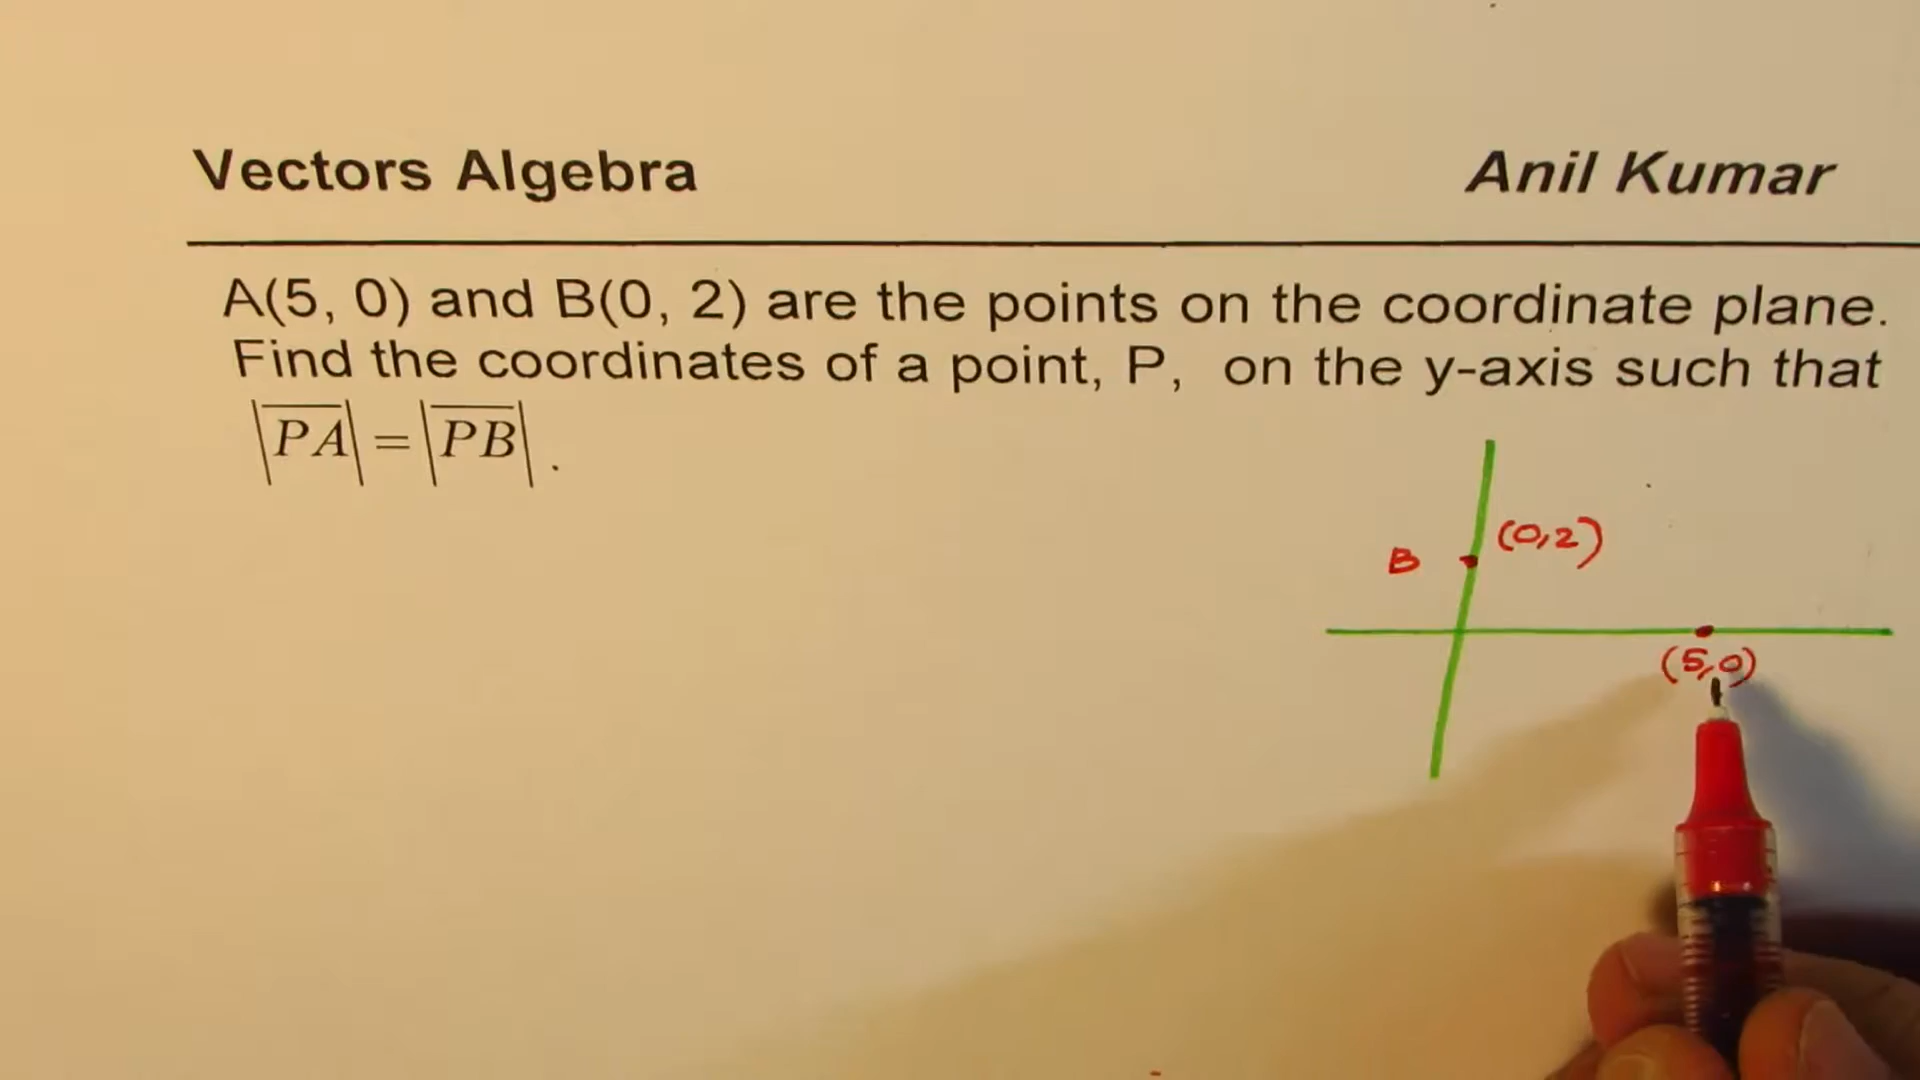 Vectors Algebra
Anil Kumar
A(5, 0) and B(0, 2) are the points on the coordinate plane.
Find the coordinates of a point, P, on the y-axis such that
|PA| = |PB| .
(0,2)
B
(5,0)